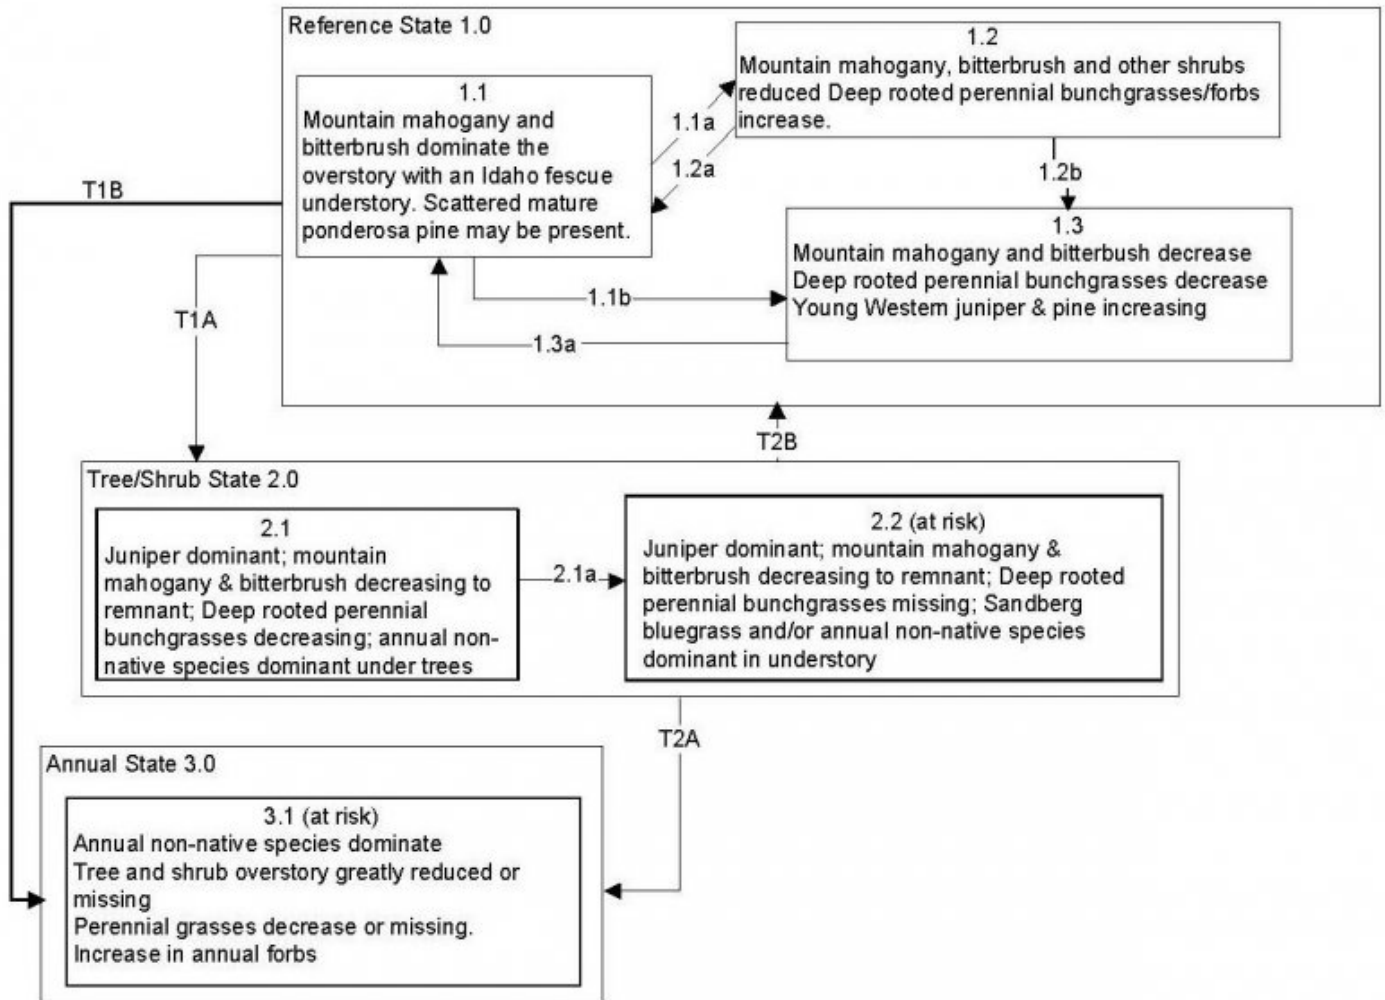 Reference State 1.0
1.1
Mountain mahogany and
bitterbrush dominate the
overstory with an Idaho fescue
understory. Scattered mature
ponderosa pine may be present.
1.1a
1.2a
1.2
Mountain mahogany, bitterbrush and other shrubs
reduced Deep rooted perennial bunchgrasses/forbs
increase.
1.2b
1.3
Mountain mahogany and bitterbush decrease
Deep rooted perennial bunchgrasses decrease
Young Western juniper & pine increasing
1.1b
1.3a
T1B
T1A
T2B
Tree/Shrub State 2.0
2.1
Juniper dominant; mountain
mahogany & bitterbrush decreasing to
remnant; Deep rooted perennial
bunchgrasses decreasing; annual non-
native species dominant under trees
2.1a
2.2 (at risk)
Juniper dominant; mountain mahogany &
bitterbrush decreasing to remnant; Deep rooted
perennial bunchgrasses missing; Sandberg
bluegrass and/or annual non-native species
dominant in understory
T2A
Annual State 3.0
3.1 (at risk)
Annual non-native species dominate
Tree and shrub overstory greatly reduced or
missing
Perennial grasses decrease or missing.
Increase in annual forbs